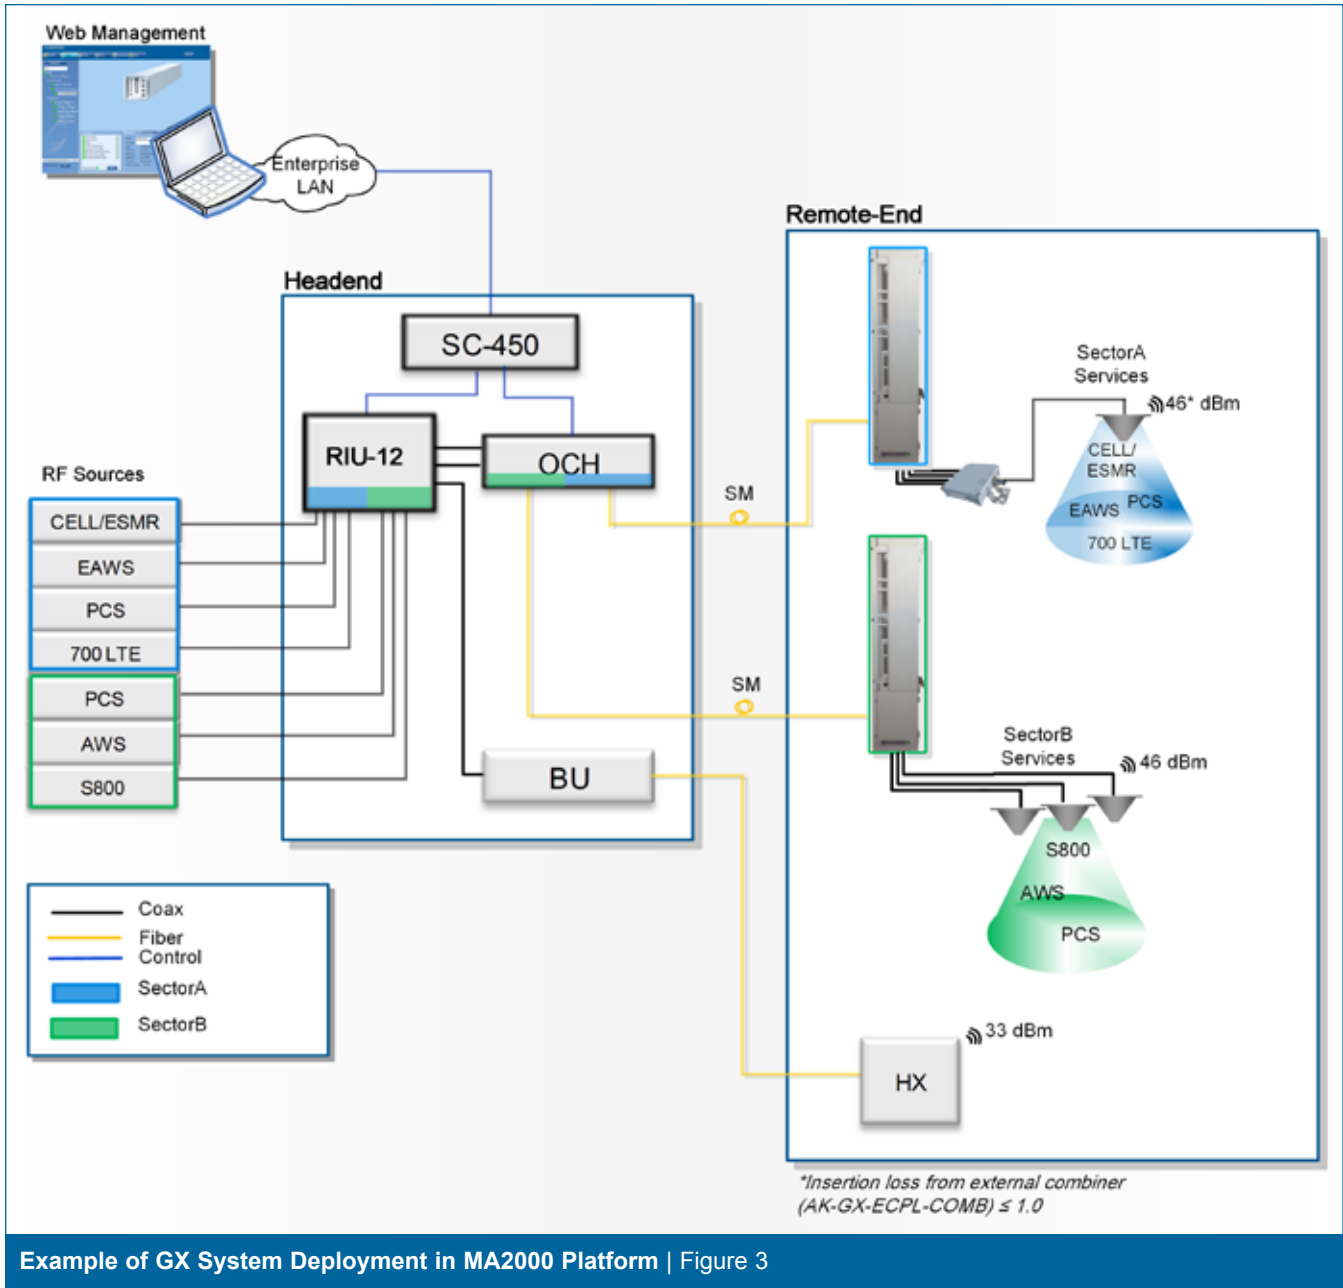 Web Management
Enterprise
LAN
Remote-End
Headend
SC-450
RIU-12
OCH
RF Sources
CELL/ESMR
EAWS
PCS
700 LTE
PCS
AWS
S800
BU
SM
SM
SectorA
Services
46* dBm
CELL/
ESMR
EAWS
PCS
700 LTE
SectorB
Services
46 dBm
S800
AWS
PCS
HX
33 dBm
Coax
Fiber
Control
SectorA
SectorB
*Insertion loss from external combiner
(AK-GX-ECPL-COMB) ≤ 1.0
Example of GX System Deployment in MA2000 Platform | Figure 3